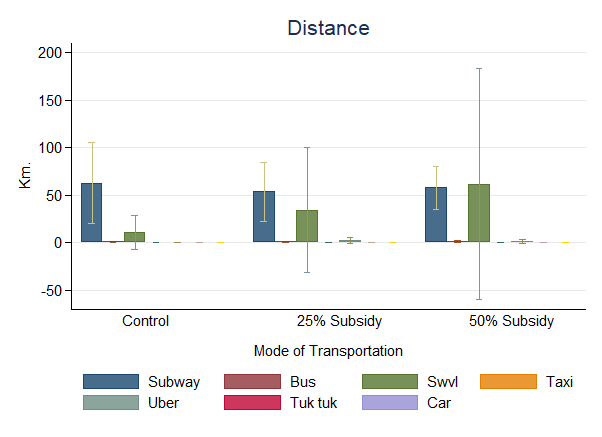 Distance
Km.
200
150
100
50
0
-50
Control 25% Subsidy 50% Subsidy
Mode of Transportation
Subway Bus Swvl Taxi
Uber Tuk tuk Car